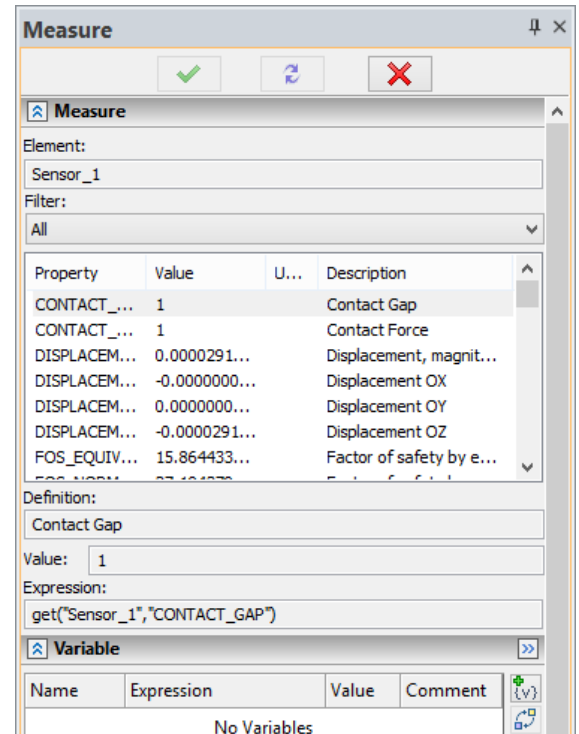 Measure
Measure
Element:
Sensor_1
Filter:
All
Property Value U... Description
CONTACT_... 1 Contact Gap
CONTACT_... 1 Contact Force
DISPLACEM... 0.0000291... Displacement, magnit...
DISPLACEM... -0.0000000... Displacement OX
DISPLACEM... 0.0000000... Displacement OY
DISPLACEM... -0.0000291... Displacement OZ
FOS_EQUIV... 15.864433... Factor of safety by e...
Definition:
Contact Gap
Value: 1
Expression:
get("Sensor_1","CONTACT_GAP")
Variable
Name Expression Value Comment
{v}
No Variables